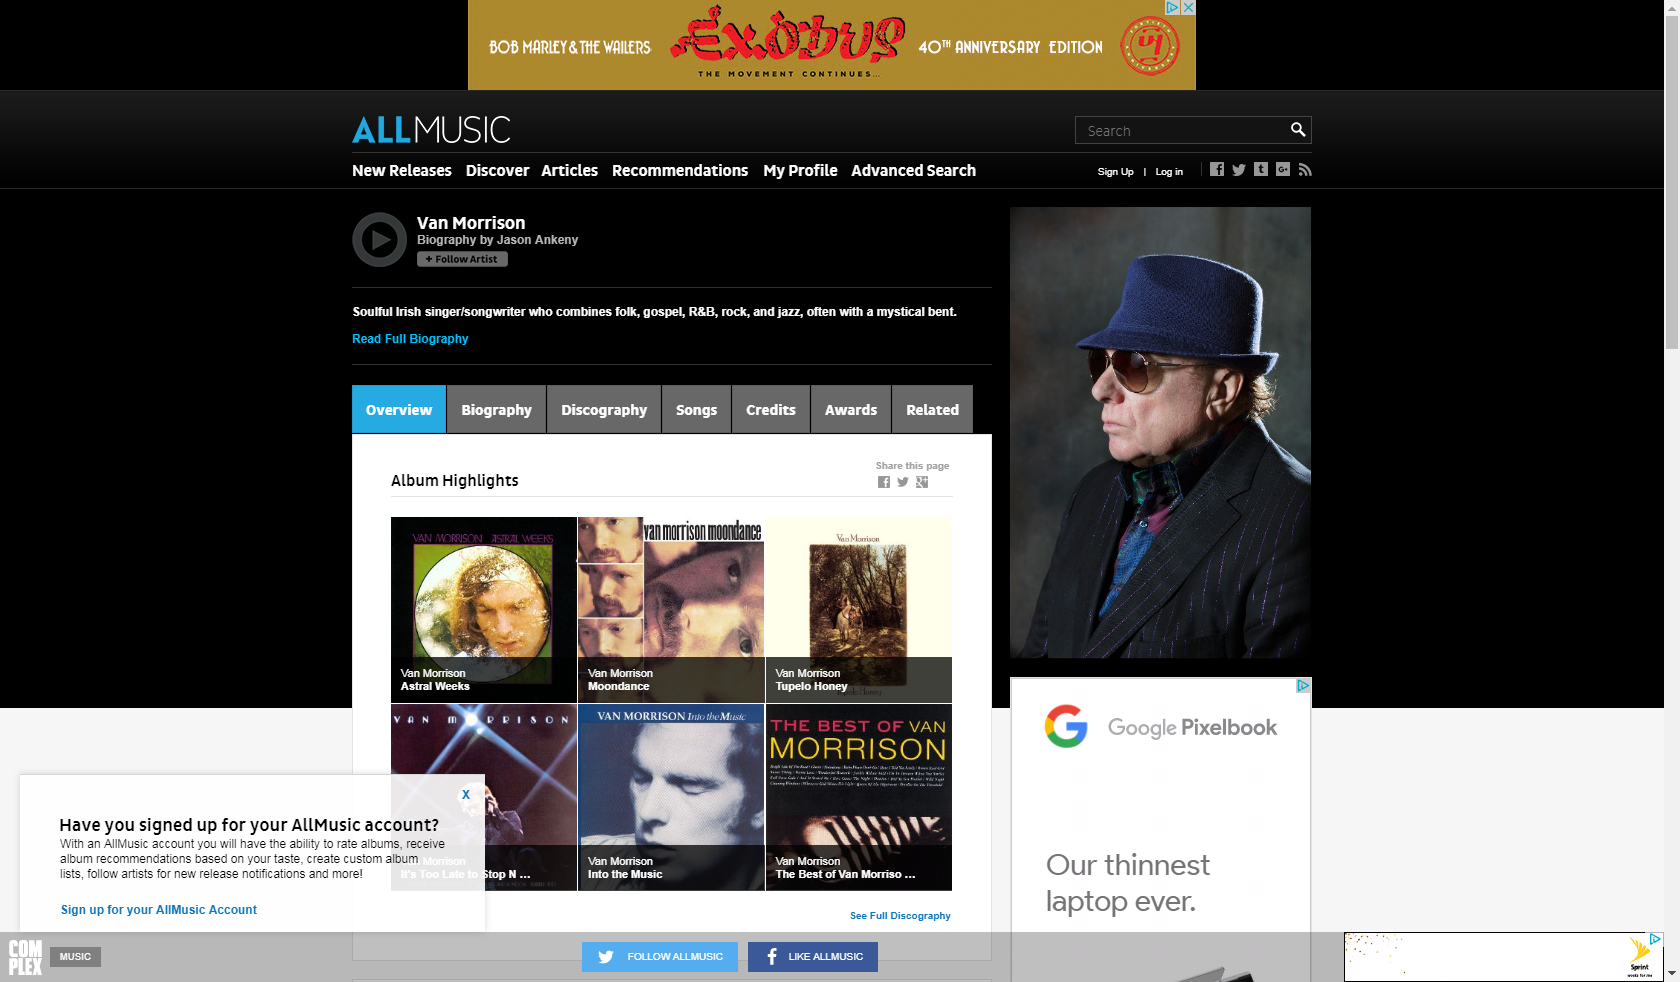 BOB MARLEY & THE WAILERS
Exodus
THE MOVEMENT CONTINUES...
40TH ANNIVERSARY EDITION
ALLMUSIC
Search
New Releases Discover Articles Recommendations My Profile Advanced Search
Sign Up | Log in
Van Morrison
Biography by Jason Ankeny
+ Follow Artist
Soulful Irish singer/songwriter who combines folk, gospel, R&B, rock, and jazz, often with a mystical bent.
Read Full Biography
Overview Biography Discography Songs Credits Awards Related
Album Highlights
Share this page
VAN MORRISON ASTRAL WEEKS
van morrison moondance
Van Morrison
Tupelo Honey
Van Morrison
Astral Weeks
Van Morrison
Moondance
Van Morrison
Tupelo Honey
VAN MORRISON
VAN MORRISON Into the Music
THE BEST OF VAN
MORRISON
Morrison
It's Too Late to Stop N ...
Van Morrison
Into the Music
Van Morrison
The Best of Van Morriso ...
See Full Discography
X
Have you signed up for your AllMusic account?
With an AllMusic account you will have the ability to rate albums, receive
album recommendations based on your taste, create custom album
lists, follow artists for new release notifications and more!
Sign up for your AllMusic Account
Google Pixelbook
Our thinnest
laptop ever.
COM
PLEX
MUSIC
FOLLOW ALLMUSIC
LIKE ALLMUSIC
Sprint
works for me